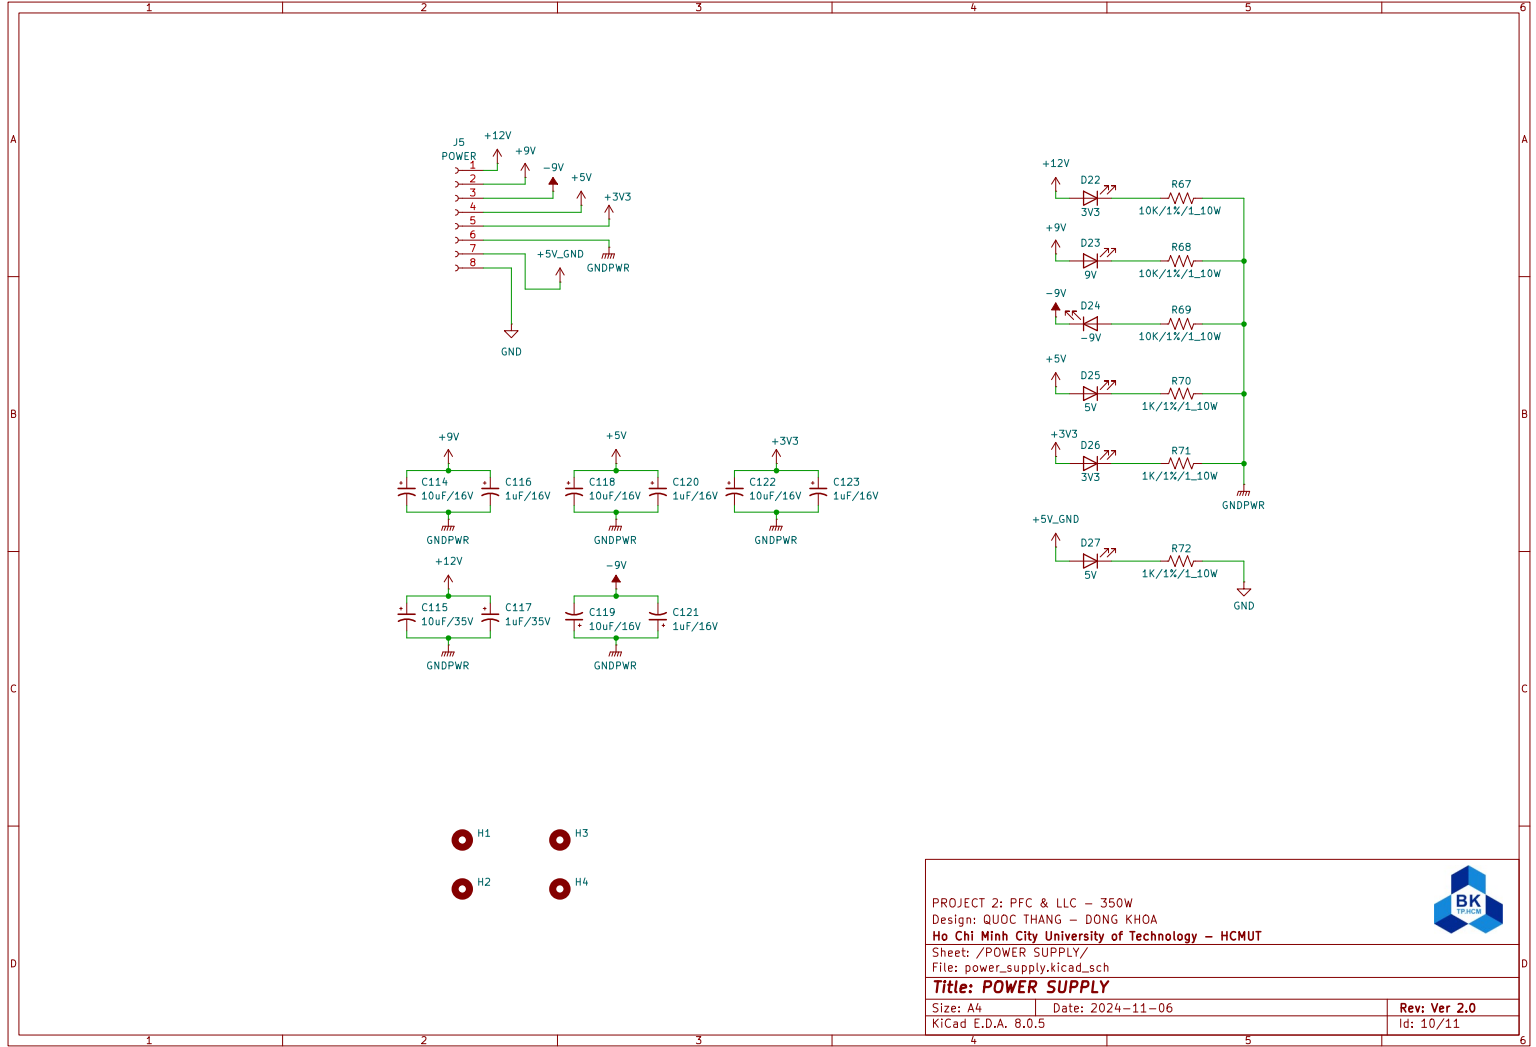 1 2 3 4 5 6
A A
B B
C C
D D
J5
POWER
+12V
+9V
-9V
+5V
+3V3
1
2
3
4
5
6
7
8
+5V_GND
GNDPWR
GND
+12V
D22
3V3
R67
10K/1%/1_10W
+9V
D23
9V
R68
10K/1%/1_10W
-9V
D24
-9V
R69
10K/1%/1_10W
+5V
D25
5V
R70
1K/1%/1_10W
+3V3
D26
3V3
R71
1K/1%/1_10W
GNDPWR
+5V_GND
D27
5V
R72
1K/1%/1_10W
GND
+9V
C114
10uF/16V
C116
1uF/16V
GNDPWR
+5V
C118
10uF/16V
C120
1uF/16V
GNDPWR
+3V3
C122
10uF/16V
C123
1uF/16V
GNDPWR
+12V
C115
10uF/35V
C117
1uF/35V
GNDPWR
-9V
C119
10uF/16V
C121
1uF/16V
GNDPWR
H1
H3
H2
H4
BK
TP.HCM
PROJECT 2: PFC & LLC - 350W
Design: QUOC THANG - DONG KHOA
Ho Chi Minh City University of Technology - HCMUT
Sheet: /POWER SUPPLY/
File: power_supply.kicad_sch
Title: POWER SUPPLY
Size: A4 Date: 2024-11-06 Rev: Ver 2.0
KiCad E.D.A. 8.0.5 Id: 10/11
1 2 3 4 5 6